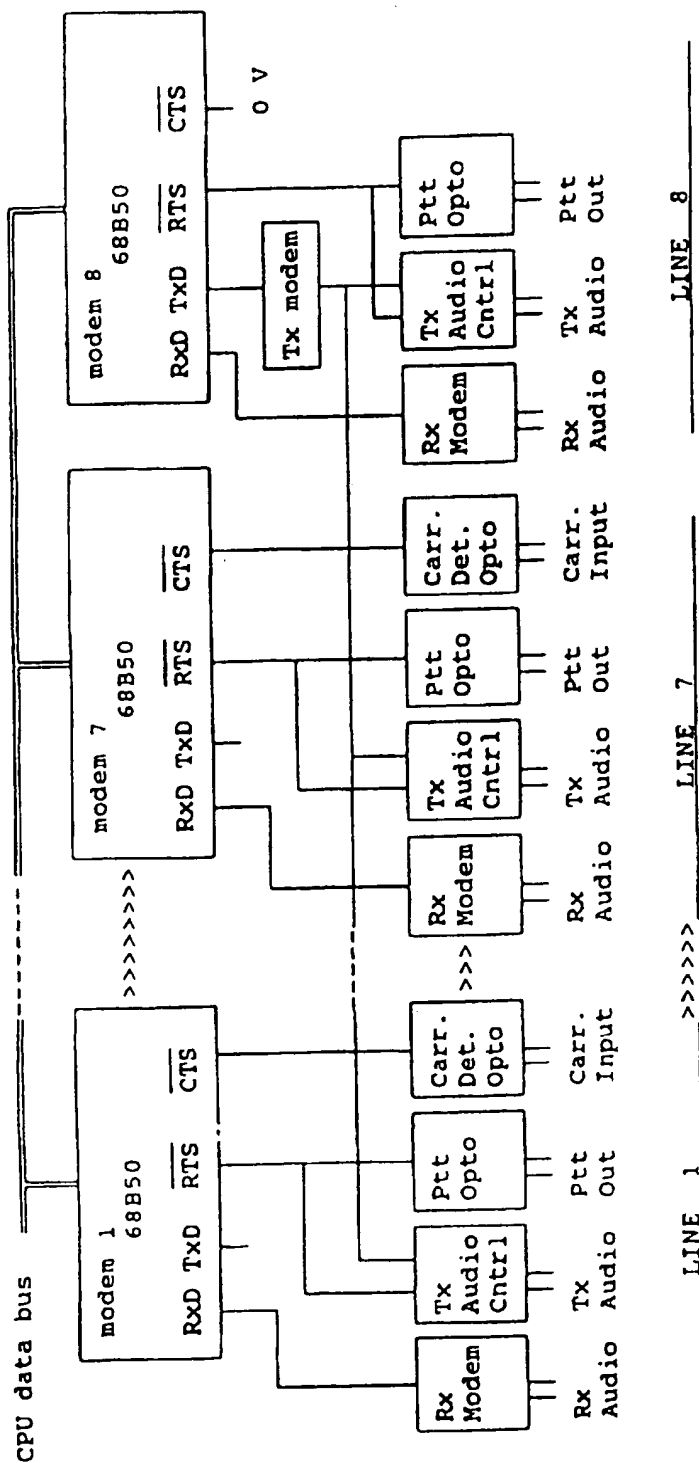 CPU data bus
modem 1
68B50
RxD TxD RTS CTS
>>>>>>>>>
modem 7
68B50
RxD TxD RTS CTS
modem 8
68B50
RxD TxD RTS CTS
0 V
Tx modem
Rx
Modem
Tx
Audio
Cntrl
Ptt
Opto
Carr.
Det.
Opto
>>>
Rx
Modem
Tx
Audio
Cntrl
Ptt
Opto
Carr.
Det.
Opto
Rx
Modem
Tx
Audio
Cntrl
Ptt
Opto
Rx
Audio
Tx
Audio
Ptt
Out
Carr.
Input
Rx
Audio
Tx
Audio
Ptt
Out
Carr.
Input
Rx
Audio
Tx
Audio
Ptt
Out
LINE 1
>>>>>>
LINE 7
LINE 8